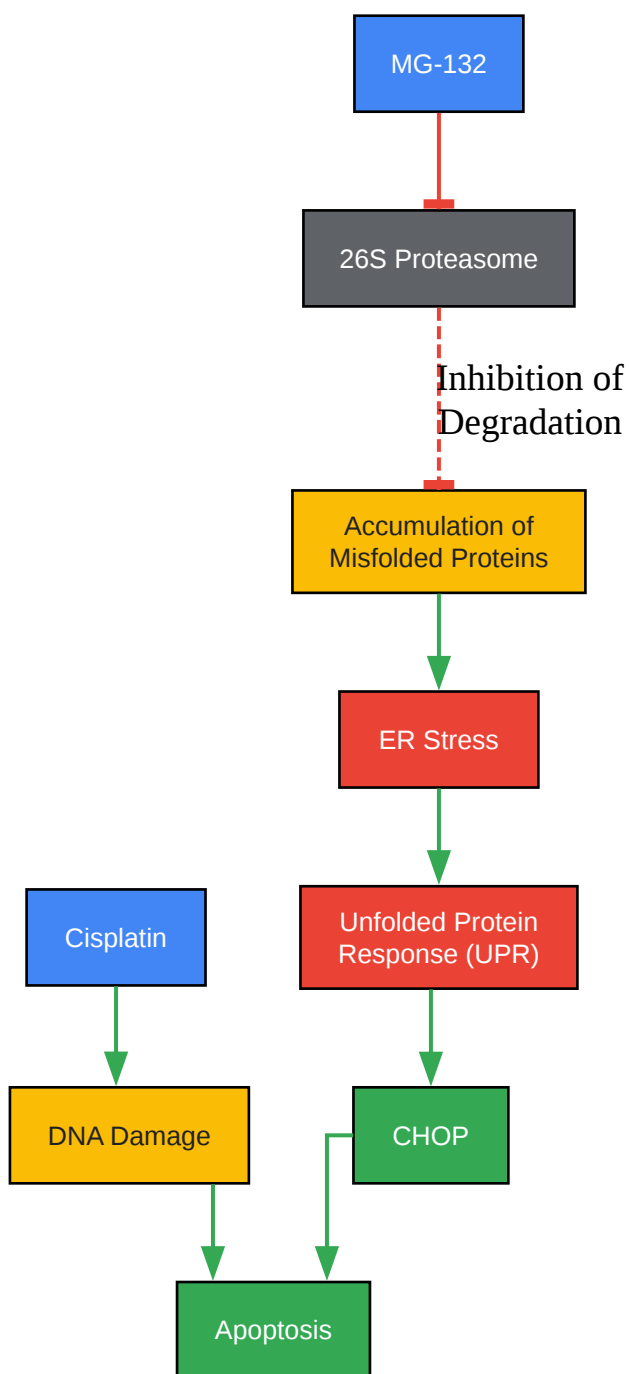 MG-132
26S Proteasome
Inhibition of
Degradation
Accumulation of
Misfolded Proteins
ER Stress
Cisplatin
Unfolded Protein
Response (UPR)
DNA Damage
CHOP
Apoptosis